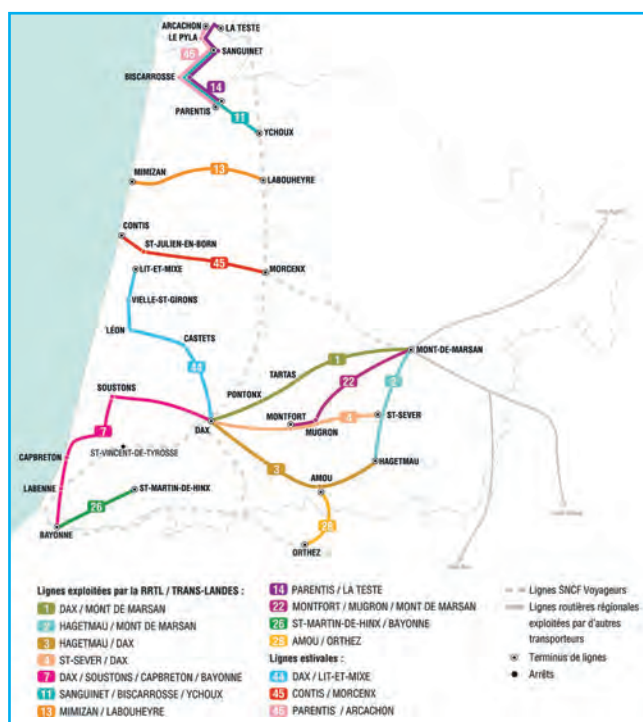 ARCACHON
LA TESTE
LE PYLA
46
SANGUINET
BISCARROSSE
14
PARENTIS
11
YCHOUX
MIMIZAN
13
LABOUHEYRE
CONTIS
ST-JULIEN-EN-BORN
45
MORCENX
LIT-ET-MIXE
VIELLE-ST-GIRONS
LÉON
CASTETS
44
1
MONT-DE-MARSAN
TARTAS
22
2
PONTONX
SOUSTONS
MONTFORT
4
ST-SEVER
DAX
MUGRON
7
ST-VINCENT-DE-TYROSSE
CAPBRETON
3
HAGETMAU
AMOU
LABENNE
26
ST-MARTIN-DE-HINX
BAYONNE
28
ORTHEZ
Lignes exploitées par la RRTL / TRANS-LANDES :
1 DAX / MONT DE MARSAN
2 HAGETMAU / MONT DE MARSAN
3 HAGETMAU / DAX
4 ST-SEVER / DAX
7 DAX / SOUSTONS / CAPBRETON / BAYONNE
11 SANGUINET / BISCARROSSE / YCHOUX
13 MIMIZAN / LABOUHEYRE
14 PARENTIS / LA TESTE
22 MONTFORT / MUGRON / MONT DE MARSAN
26 ST-MARTIN-DE-HINX / BAYONNE
28 AMOU / ORTHEZ
Lignes estivales :
44 DAX / LIT-ET-MIXE
45 CONTIS / MORCENX
46 PARENTIS / ARCACHON
Lignes SNCF Voyageurs
Lignes routières régionales
exploitées par d'autres
transporteurs
Terminus de lignes
Arrêts